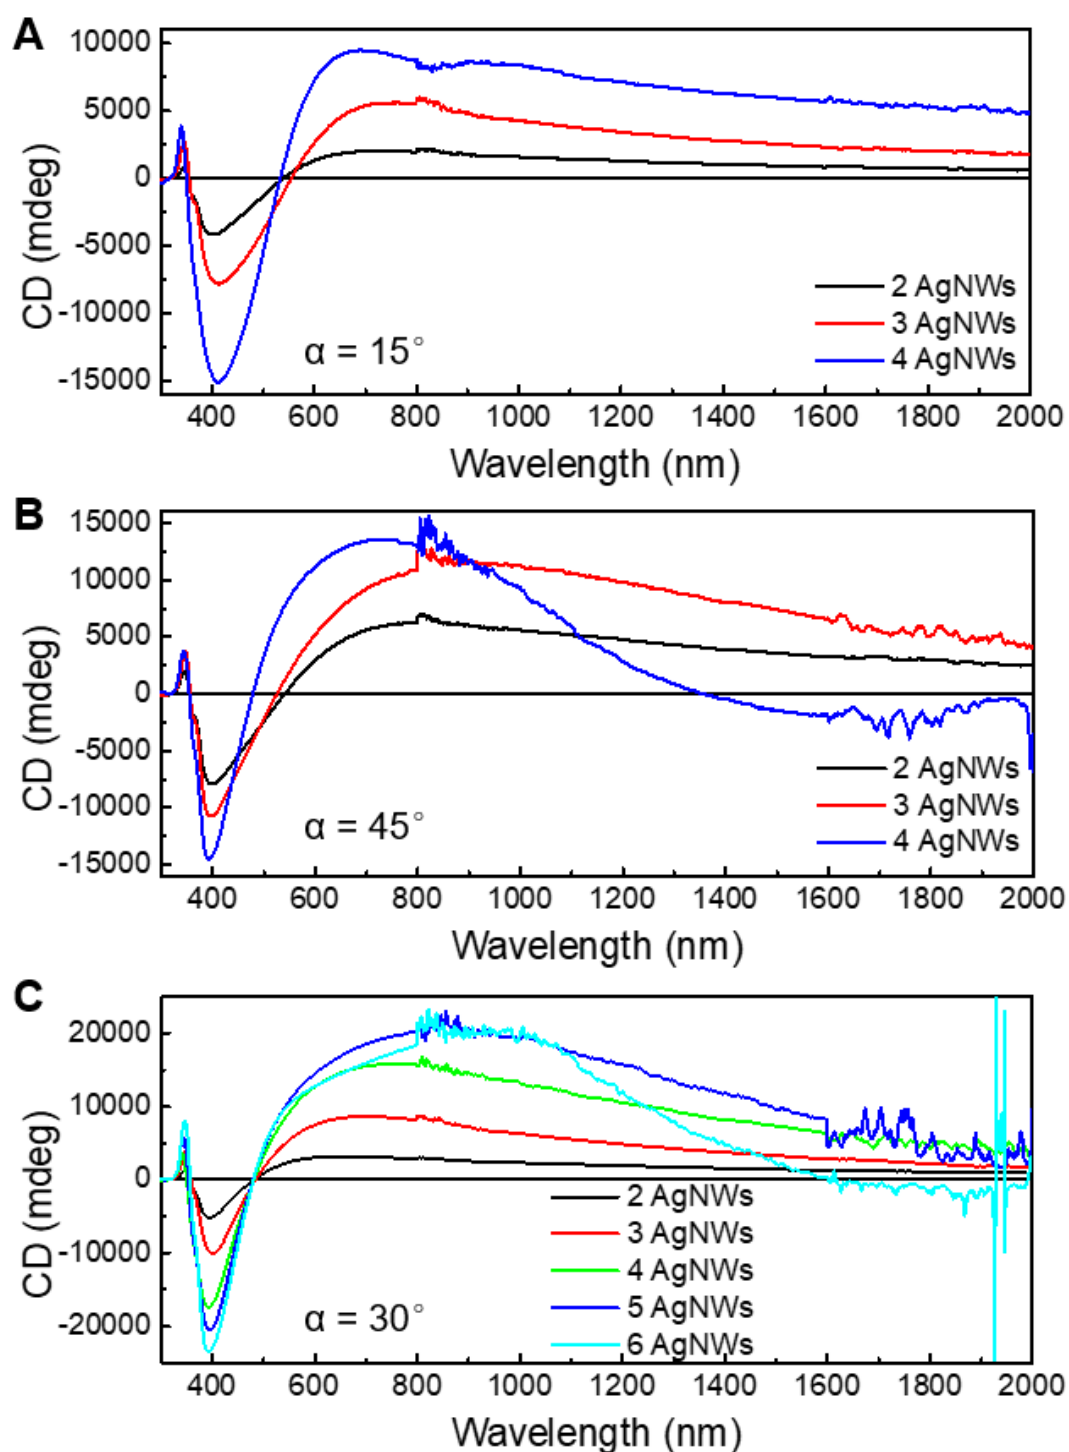 A
10000
5000
0
-5000
-10000
-15000
CD (mdeg)
α = 15°
2 AgNWs
3 AgNWs
4 AgNWs
400 600 800 1000 1200 1400 1600 1800 2000
Wavelength (nm)
B
15000
10000
5000
0
-5000
-10000
-15000
CD (mdeg)
α = 45°
2 AgNWs
3 AgNWs
4 AgNWs
400 600 800 1000 1200 1400 1600 1800 2000
Wavelength (nm)
C
20000
10000
0
-10000
-20000
CD (mdeg)
α = 30°
2 AgNWs
3 AgNWs
4 AgNWs
5 AgNWs
6 AgNWs
400 600 800 1000 1200 1400 1600 1800 2000
Wavelength (nm)